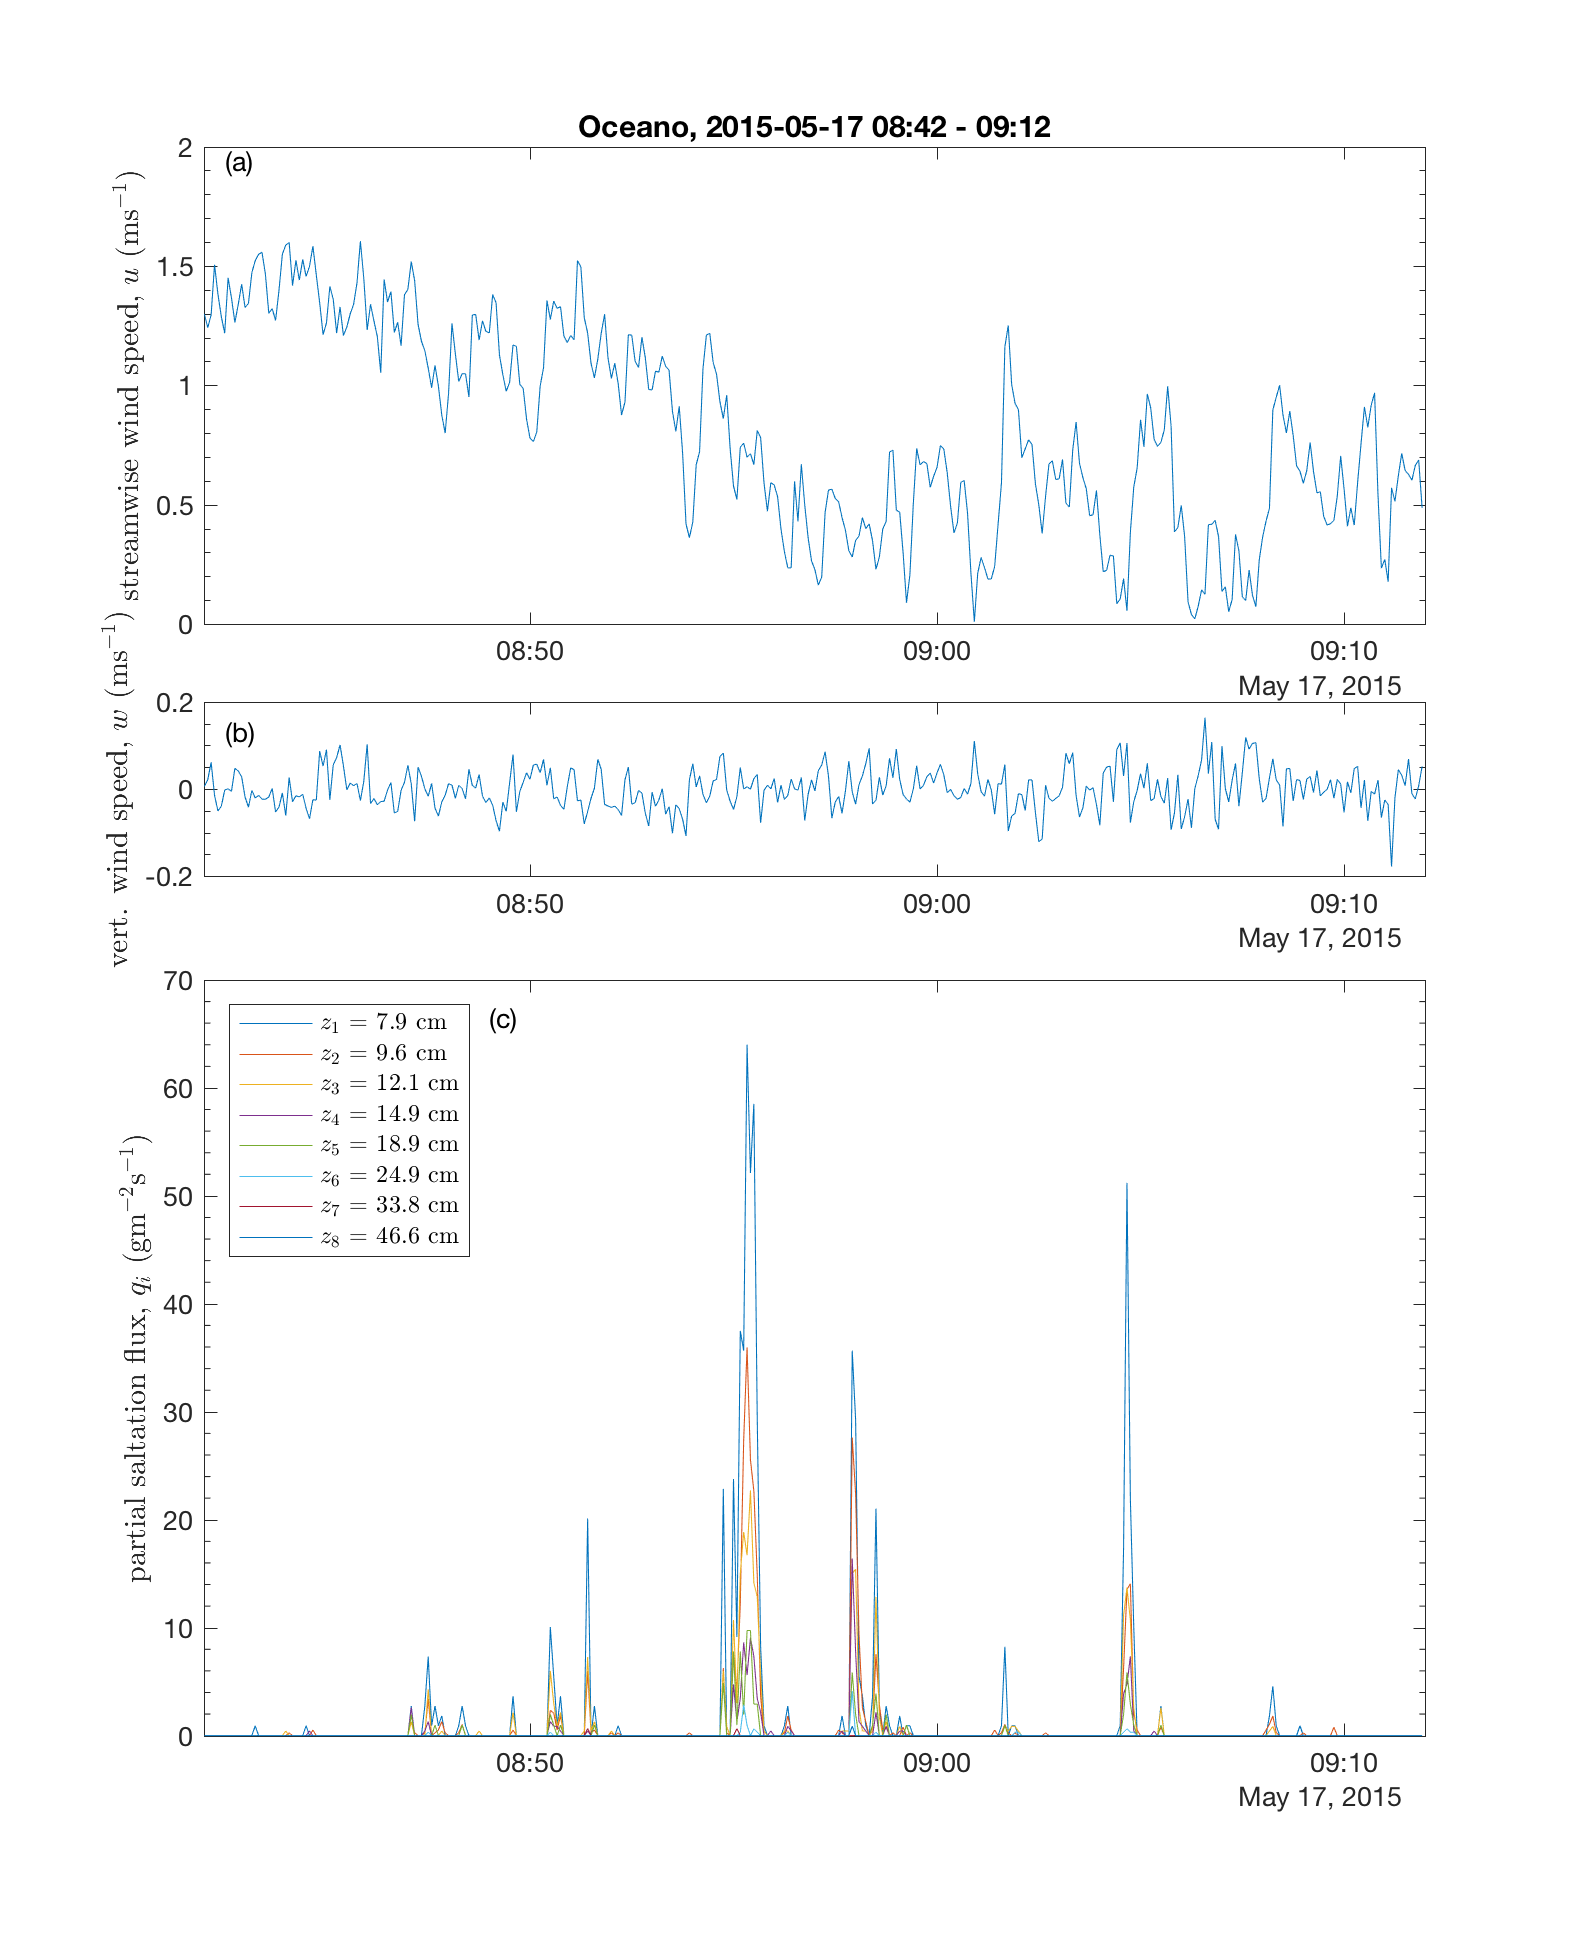 Oceano, 2015-05-17 08:42 - 09:12
(a)
streamwise wind speed, u (ms⁻¹)
2
1.5
1
0.5
0
08:50 09:00 09:10
May 17, 2015
(b)
vert. wind speed, w (ms⁻¹)
0.2
0
-0.2
08:50 09:00 09:10
May 17, 2015
(c)
partial saltation flux, qᵢ (gm⁻²s⁻¹)
70
60
50
40
30
20
10
0
z₁ = 7.9 cm
z₂ = 9.6 cm
z₃ = 12.1 cm
z₄ = 14.9 cm
z₅ = 18.9 cm
z₆ = 24.9 cm
z₇ = 33.8 cm
z₈ = 46.6 cm
08:50 09:00 09:10
May 17, 2015